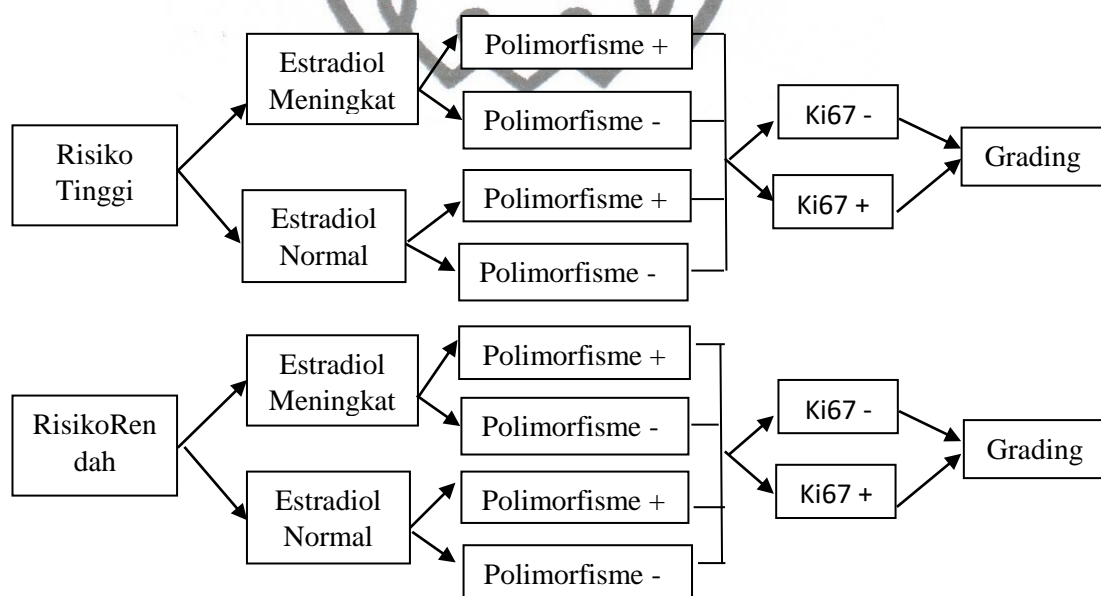 Risiko
Tinggi
Estradiol
Meningkat
Estradiol
Normal
Polimorfisme +
Polimorfisme -
Polimorfisme +
Polimorfisme -
Ki67 -
Ki67 +
Grading
RisikoRen
dah
Estradiol
Meningkat
Estradiol
Normal
Polimorfisme +
Polimorfisme -
Polimorfisme +
Polimorfisme -
Ki67 -
Ki67 +
Grading